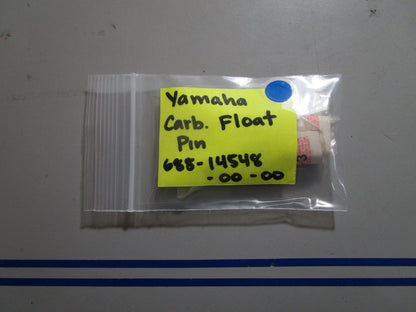 Yamaha
Carb. Float
Pin
688-14548
-00-00